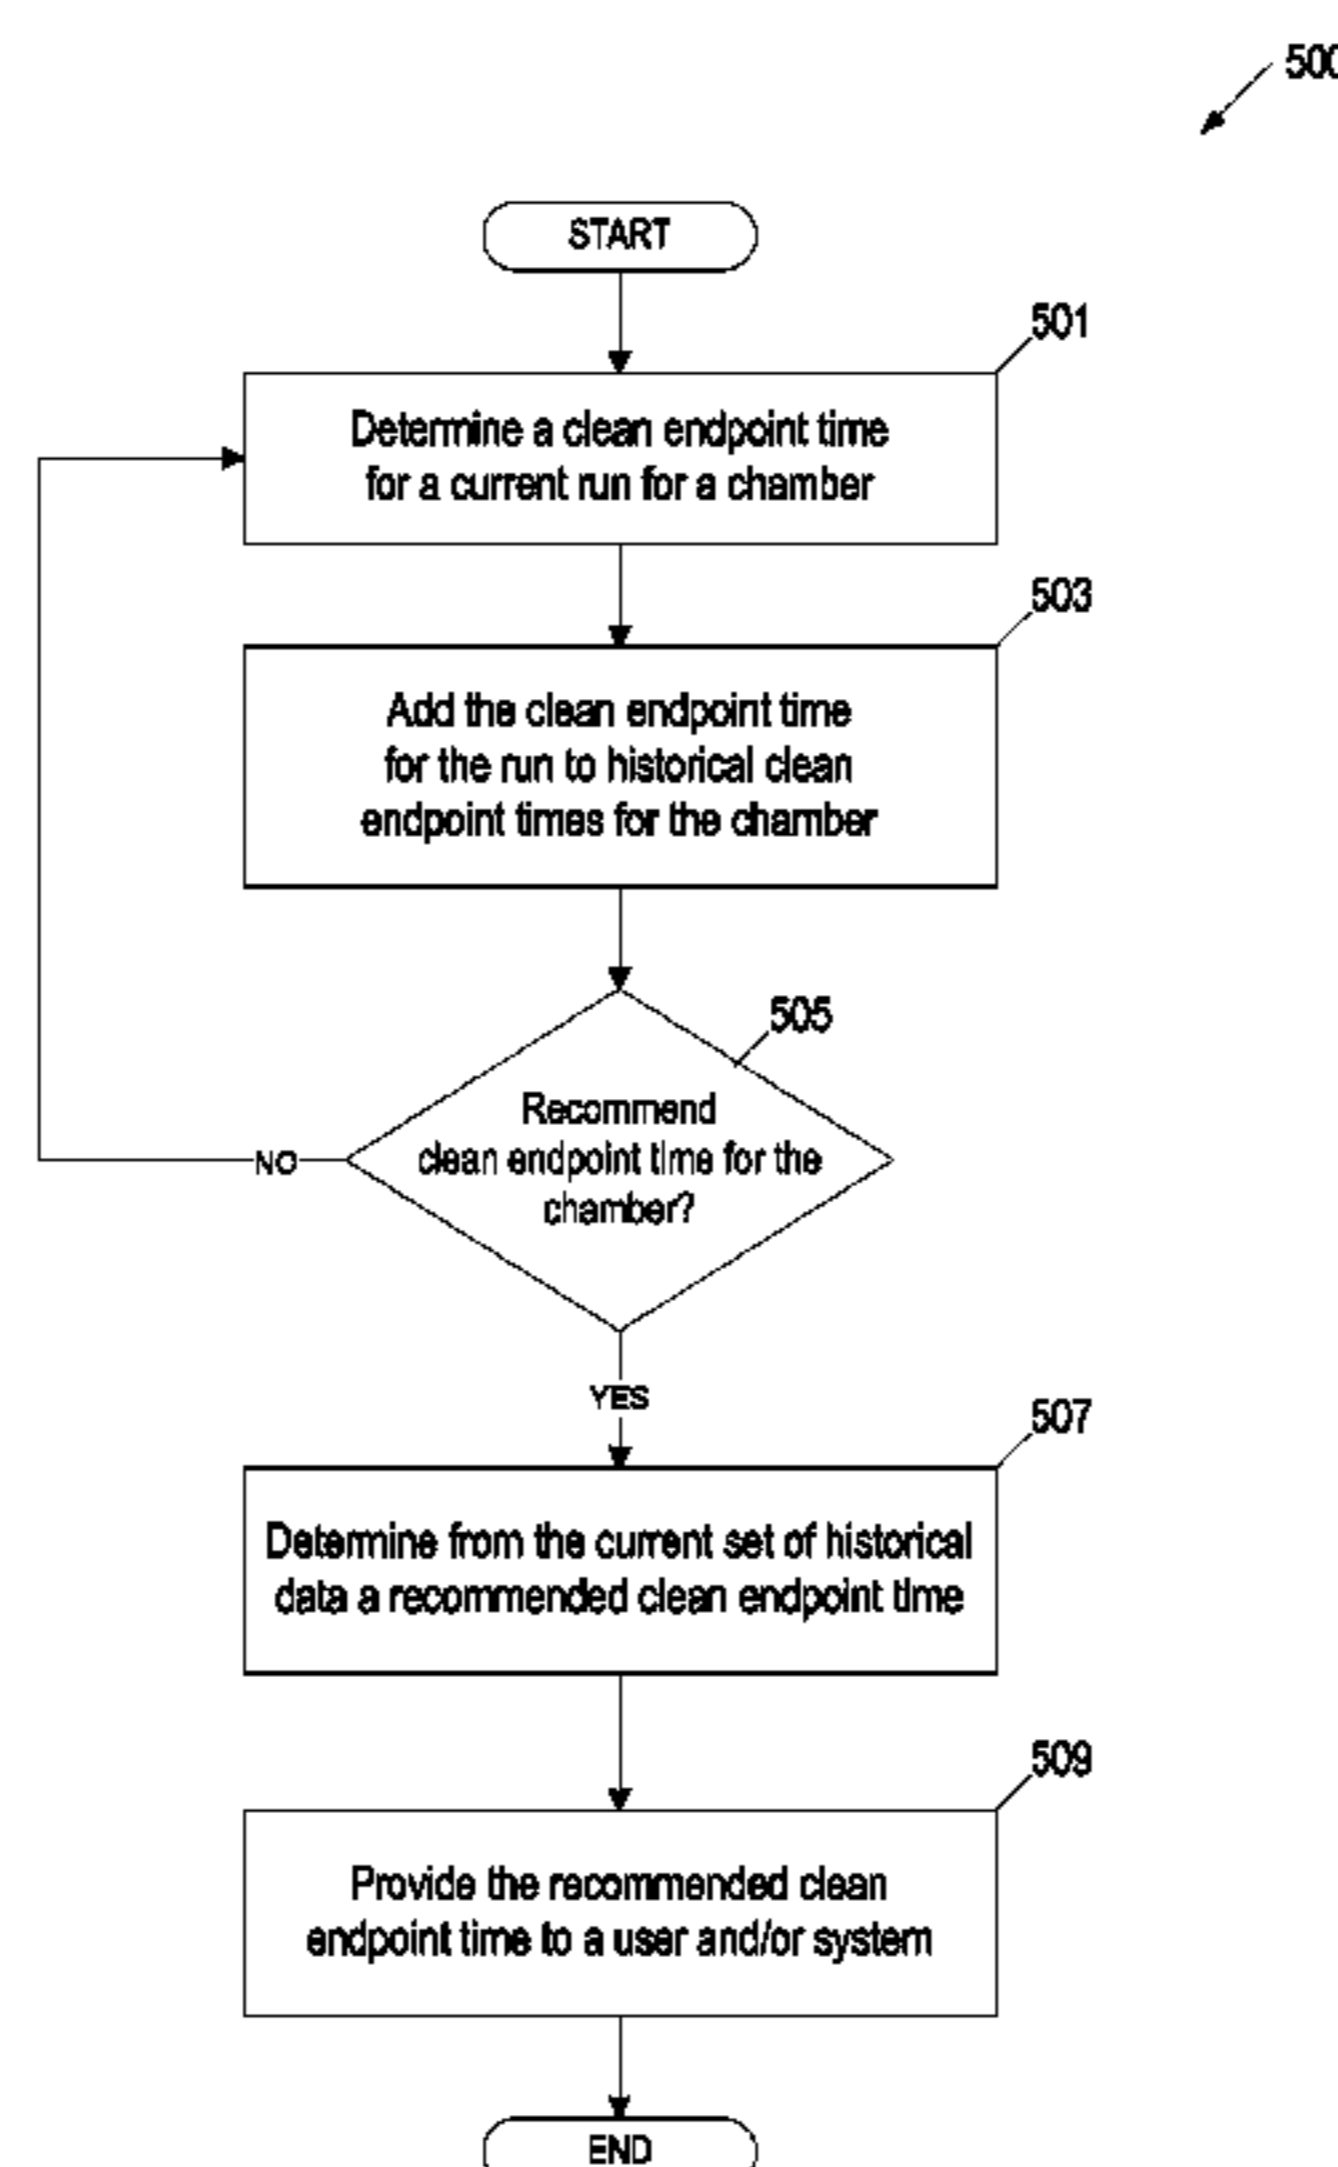 500
START
501
Determine a clean endpoint time
for a current run for a chamber
503
Add the clean endpoint time
for the run to historical clean
endpoint times for the chamber
505
Recommend
clean endpoint time for the
chamber?
NO
YES
507
Determine from the current set of historical
data a recommended clean endpoint time
509
Provide the recommended clean
endpoint time to a user and/or system
END